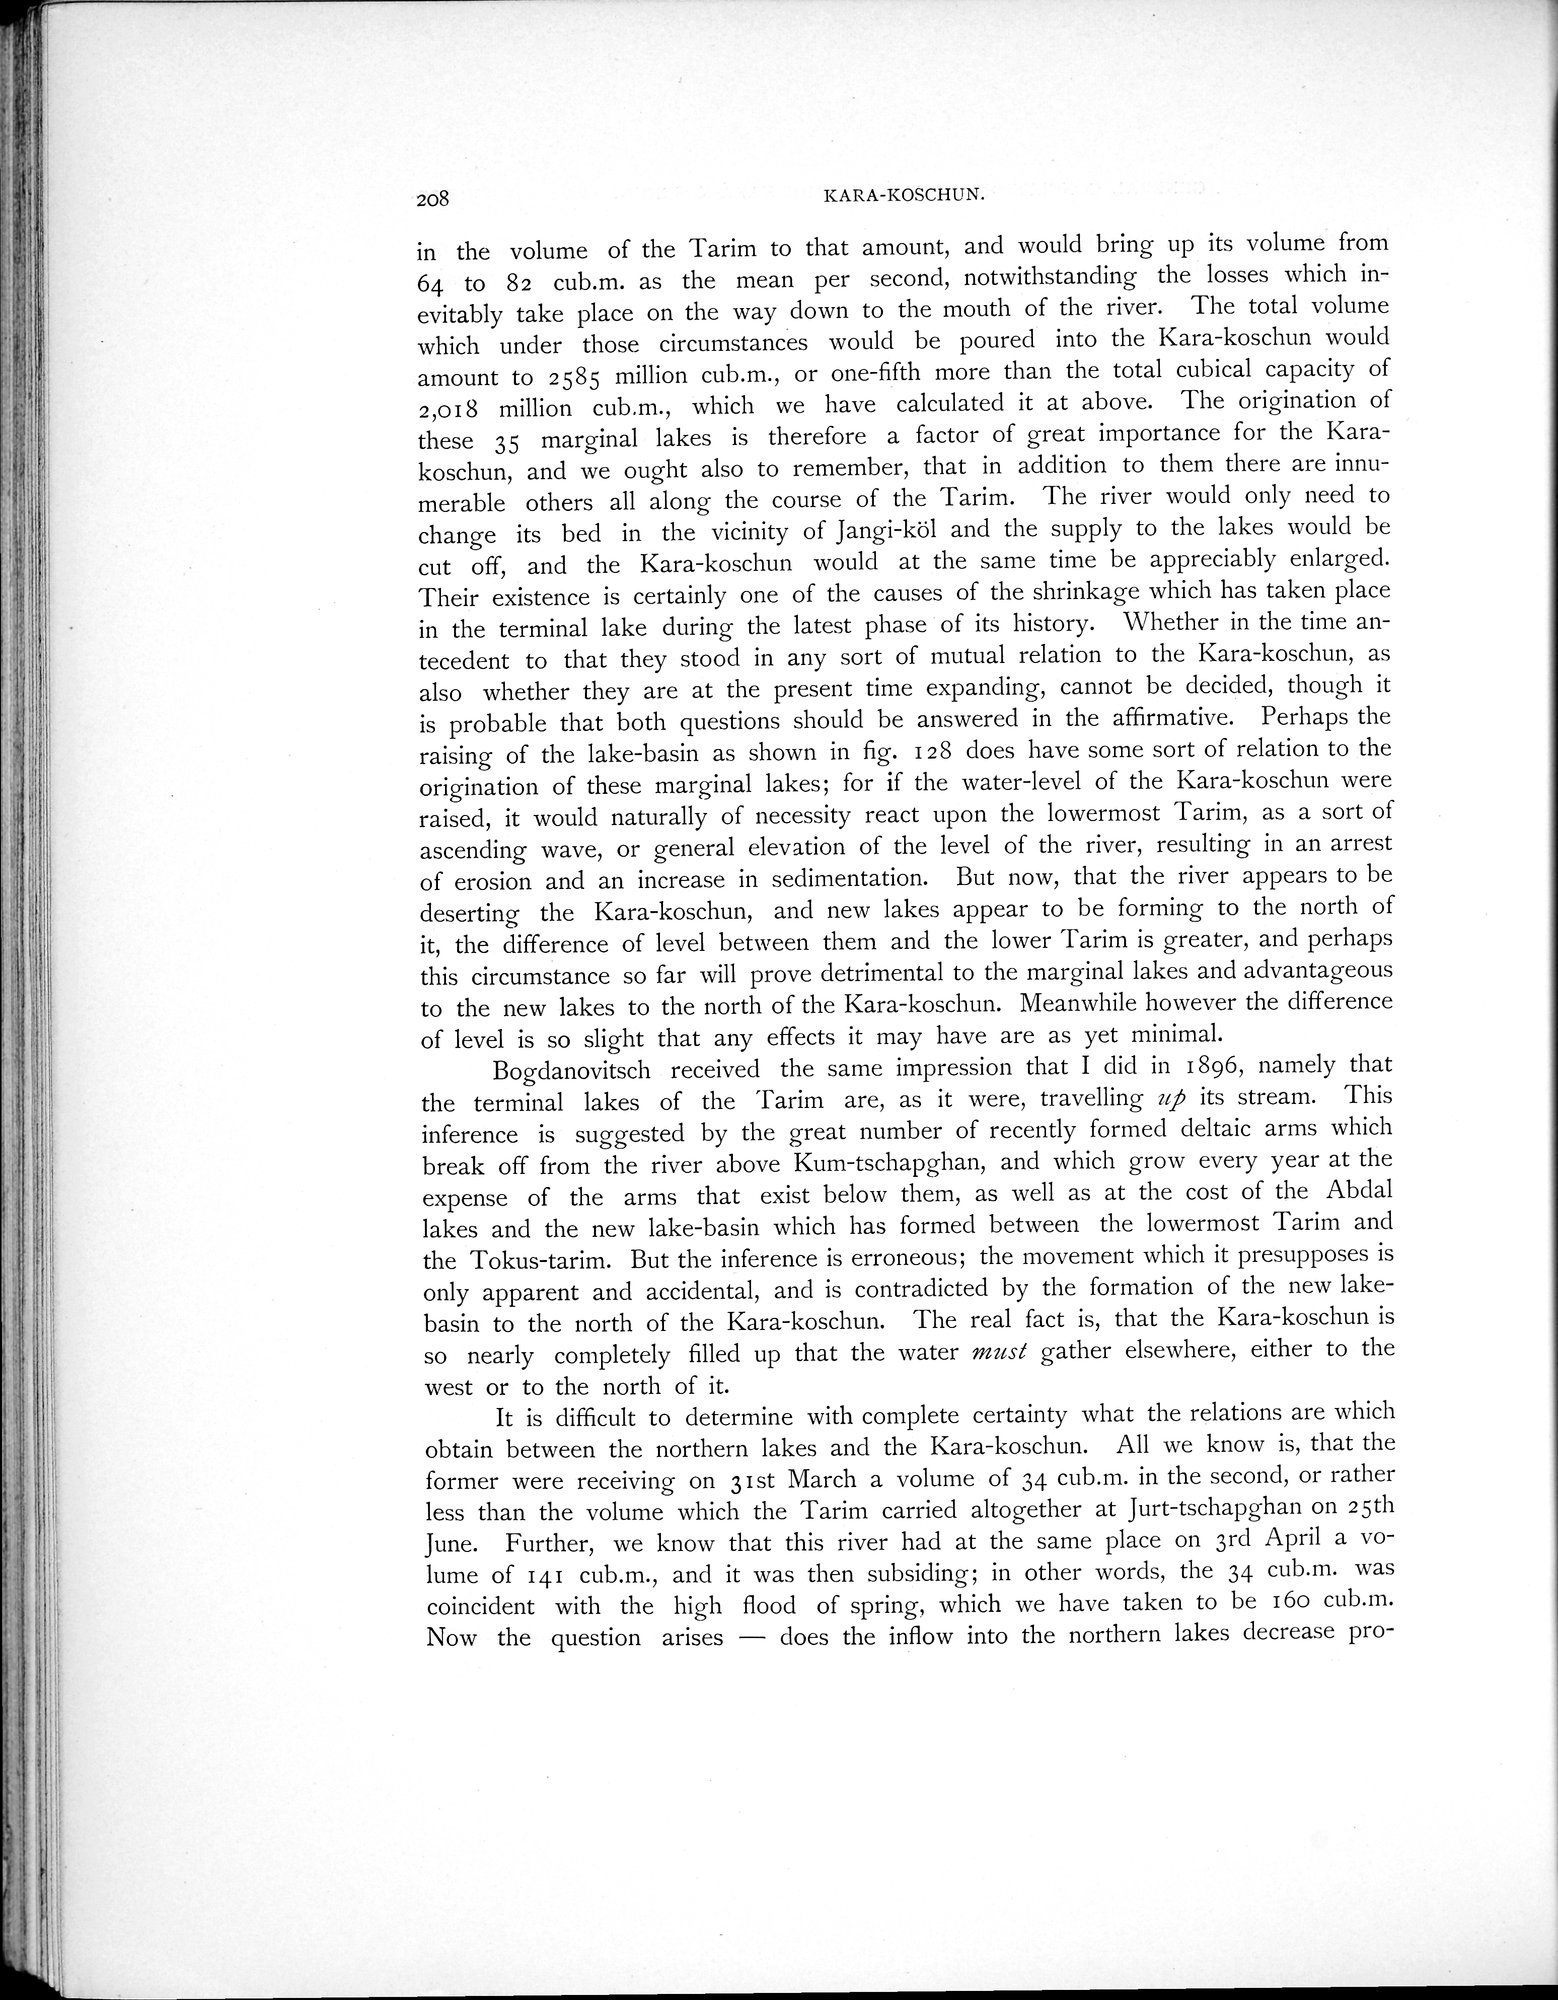 208
KARA-KOSCHUN.
in the volume of the Tarim to that amount, and would bring up its volume from
64 to 82 cub.m. as the mean per second, notwithstanding the losses which in-
evitably take place on the way down to the mouth of the river. The total volume
which under those circumstances would be poured into the Kara-koschun would
amount to 2585 million cub.m., or one-fifth more than the total cubical capacity of
2,018 million cub.m., which we have calculated it at above. The origination of
these 35 marginal lakes is therefore a factor of great importance for the Kara-
koschun, and we ought also to remember, that in addition to them there are innu-
merable others all along the course of the Tarim. The river would only need to
change its bed in the vicinity of Jangi-köl and the supply to the lakes would be
cut off, and the Kara-koschun would at the same time be appreciably enlarged.
Their existence is certainly one of the causes of the shrinkage which has taken place
in the terminal lake during the latest phase of its history. Whether in the time an-
tecedent to that they stood in any sort of mutual relation to the Kara-koschun, as
also whether they are at the present time expanding, cannot be decided, though it
is probable that both questions should be answered in the affirmative. Perhaps the
raising of the lake-basin as shown in fig. 128 does have some sort of relation to the
origination of these marginal lakes; for if the water-level of the Kara-koschun were
raised, it would naturally of necessity react upon the lowermost Tarim, as a sort of
ascending wave, or general elevation of the level of the river, resulting in an arrest
of erosion and an increase in sedimentation. But now, that the river appears to be
deserting the Kara-koschun, and new lakes appear to be forming to the north of
it, the difference of level between them and the lower Tarim is greater, and perhaps
this circumstance so far will prove detrimental to the marginal lakes and advantageous
to the new lakes to the north of the Kara-koschun. Meanwhile however the difference
of level is so slight that any effects it may have are as yet minimal.
Bogdanovitsch received the same impression that I did in 1896, namely that
the terminal lakes of the Tarim are, as it were, travelling up its stream. This
inference is suggested by the great number of recently formed deltaic arms which
break off from the river above Kum-tschapghan, and which grow every year at the
expense of the arms that exist below them, as well as at the cost of the Abdal
lakes and the new lake-basin which has formed between the lowermost Tarim and
the Tokus-tarim. But the inference is erroneous; the movement which it presupposes is
only apparent and accidental, and is contradicted by the formation of the new lake-
basin to the north of the Kara-koschun. The real fact is, that the Kara-koschun is
so nearly completely filled up that the water must gather elsewhere, either to the
west or to the north of it.
It is difficult to determine with complete certainty what the relations are which
obtain between the northern lakes and the Kara-koschun. All we know is, that the
former were receiving on 31st March a volume of 34 cub.m. in the second, or rather
less than the volume which the Tarim carried altogether at Jurt-tschapghan on 25th
June. Further, we know that this river had at the same place on 3rd April a vo-
lume of 141 cub.m., and it was then subsiding; in other words, the 34 cub.m. was
coincident with the high flood of spring, which we have taken to be 160 cub.m.
Now the question arises — does the inflow into the northern lakes decrease pro-